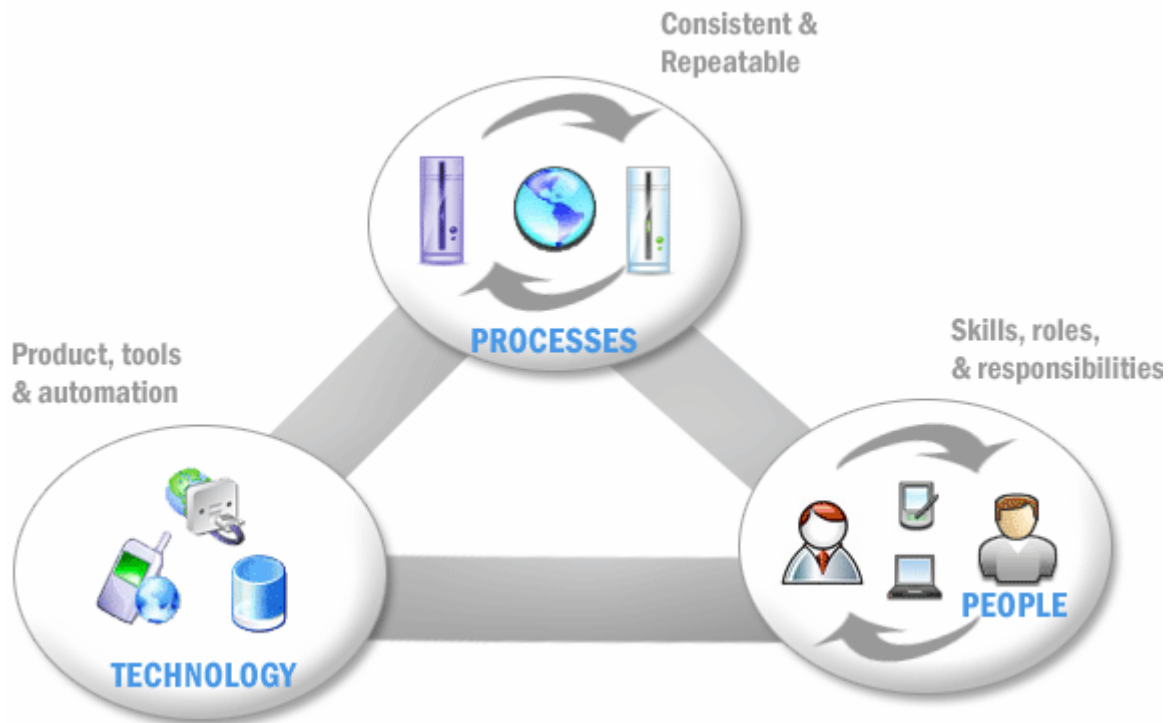 Consistent &
Repeatable
PROCESSES
Product, tools
& automation
Skills, roles,
& responsibilities
TECHNOLOGY
PEOPLE